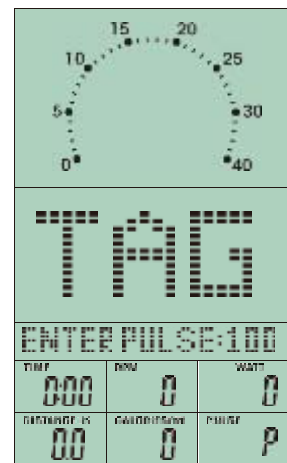 15 20
10 25
5 30
0 40
TAG
ENTER PULSE:100
TIME RPM WATT
0:00 0 0
DISTANCE K CALORIES/M PULSE
0.0 0 P